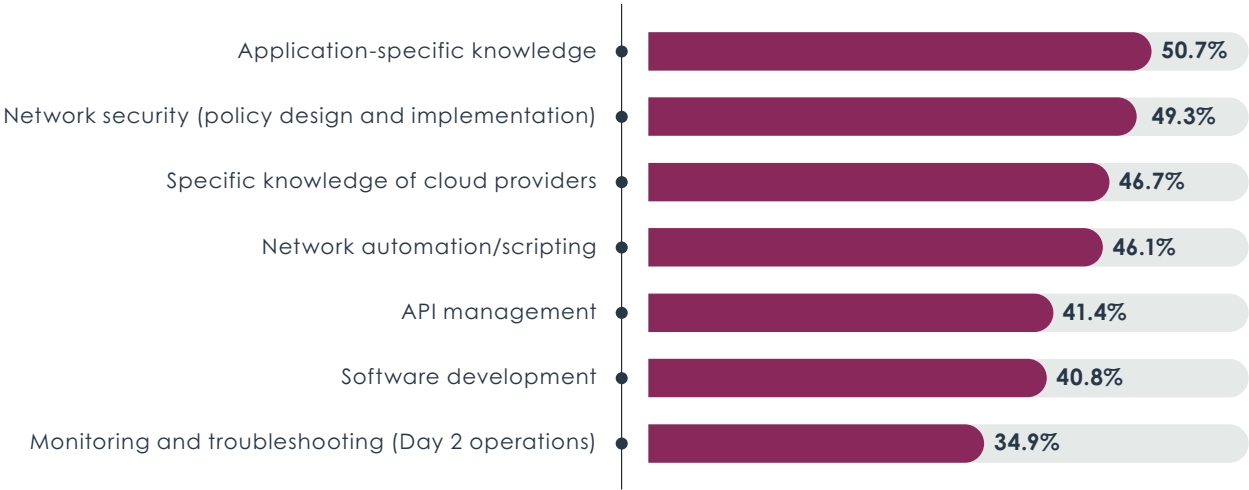 Application-specific knowledge 50.7%
Network security (policy design and implementation) 49.3%
Specific knowledge of cloud providers 46.7%
Network automation/scripting 46.1%
API management 41.4%
Software development 40.8%
Monitoring and troubleshooting (Day 2 operations) 34.9%